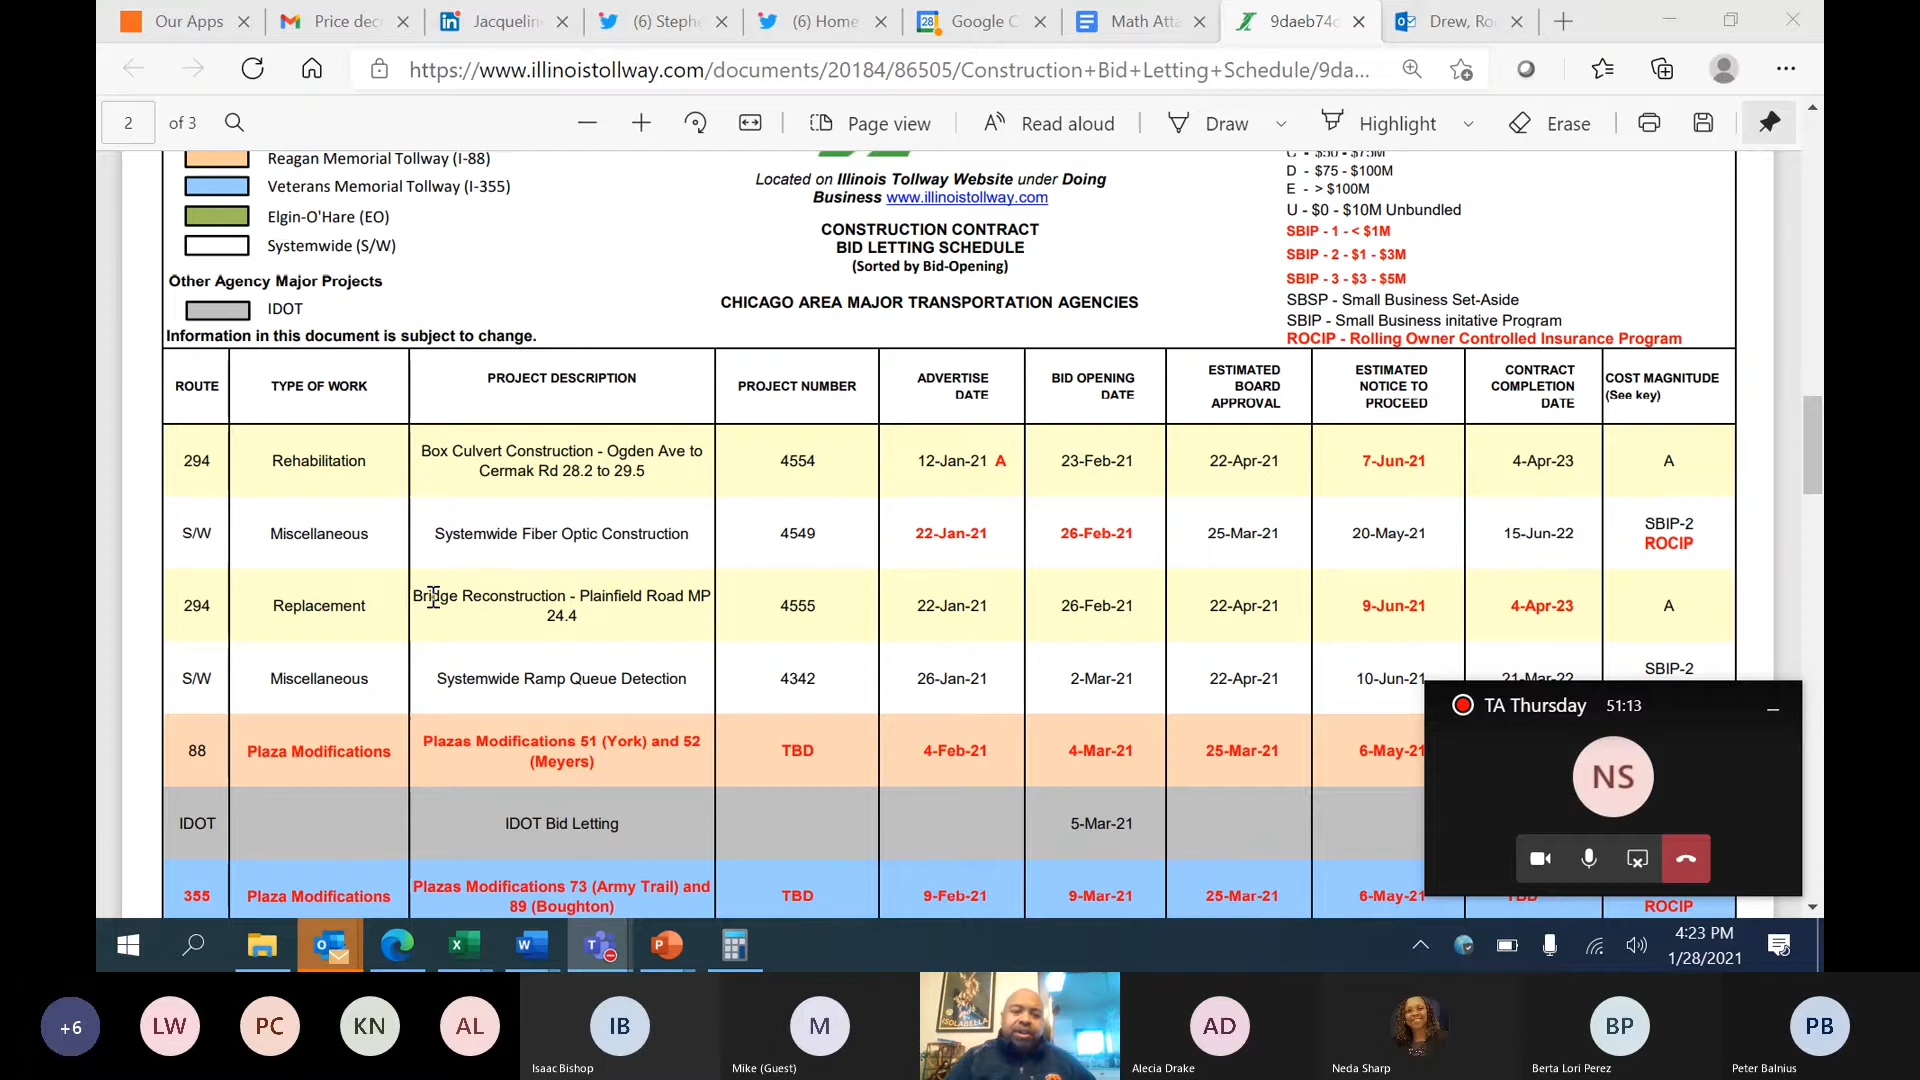 Our Apps
Price dec
Jacquelin
(6) Steph
(6) Home
28
Google C
Math Atta
9daeb74c
Drew, Ro
https://www.illinoistollway.com/documents/20184/86505/Construction+Bid+Letting+Schedule/9da...
2 of 3
Page view
Read aloud
Draw
Highlight
Erase
Reagan Memorial Tollway (I-88)
Veterans Memorial Tollway (I-355)
Elgin-O'Hare (EO)
Systemwide (S/W)
Other Agency Major Projects
IDOT
Information in this document is subject to change.
Located on Illinois Tollway Website under Doing
Business www.illinoistollway.com
CONSTRUCTION CONTRACT
BID LETTING SCHEDULE
(Sorted by Bid-Opening)
CHICAGO AREA MAJOR TRANSPORTATION AGENCIES
C - $50 - $75M
D - $75 - $100M
E - > $100M
U - $0 - $10M Unbundled
SBIP - 1 - < $1M
SBIP - 2 - $1 - $3M
SBIP - 3 - $3 - $5M
SBSP - Small Business Set-Aside
SBIP - Small Business initative Program
ROCIP - Rolling Owner Controlled Insurance Program
ROUTE
TYPE OF WORK
PROJECT DESCRIPTION
PROJECT NUMBER
ADVERTISE
DATE
BID OPENING
DATE
ESTIMATED
BOARD
APPROVAL
ESTIMATED
NOTICE TO
PROCEED
CONTRACT
COMPLETION
DATE
COST MAGNITUDE
(See key)
294
Rehabilitation
Box Culvert Construction - Ogden Ave to
Cermak Rd 28.2 to 29.5
4554
12-Jan-21 A
23-Feb-21
22-Apr-21
7-Jun-21
4-Apr-23
A
S/W
Miscellaneous
Systemwide Fiber Optic Construction
4549
22-Jan-21
26-Feb-21
25-Mar-21
20-May-21
15-Jun-22
SBIP-2
ROCIP
294
Replacement
Bridge Reconstruction - Plainfield Road MP
24.4
4555
22-Jan-21
26-Feb-21
22-Apr-21
9-Jun-21
4-Apr-23
A
S/W
Miscellaneous
Systemwide Ramp Queue Detection
4342
26-Jan-21
2-Mar-21
22-Apr-21
10-Jun-21
21-Mar-22
SBIP-2
88
Plaza Modifications
Plazas Modifications 51 (York) and 52
(Meyers)
TBD
4-Feb-21
4-Mar-21
25-Mar-21
6-May-21
IDOT
IDOT Bid Letting
5-Mar-21
355
Plaza Modifications
Plazas Modifications 73 (Army Trail) and
89 (Boughton)
TBD
9-Feb-21
9-Mar-21
25-Mar-21
6-May-21
TBD
ROCIP
TA Thursday 51:13
NS
4:23 PM
1/28/2021
+6
LW
PC
KN
AL
IB
Isaac Bishop
M
Mike (Guest)
ISOLABELLA
AD
Alecia Drake
Neda Sharp
BP
Berta Lori Perez
PB
Peter Balnius